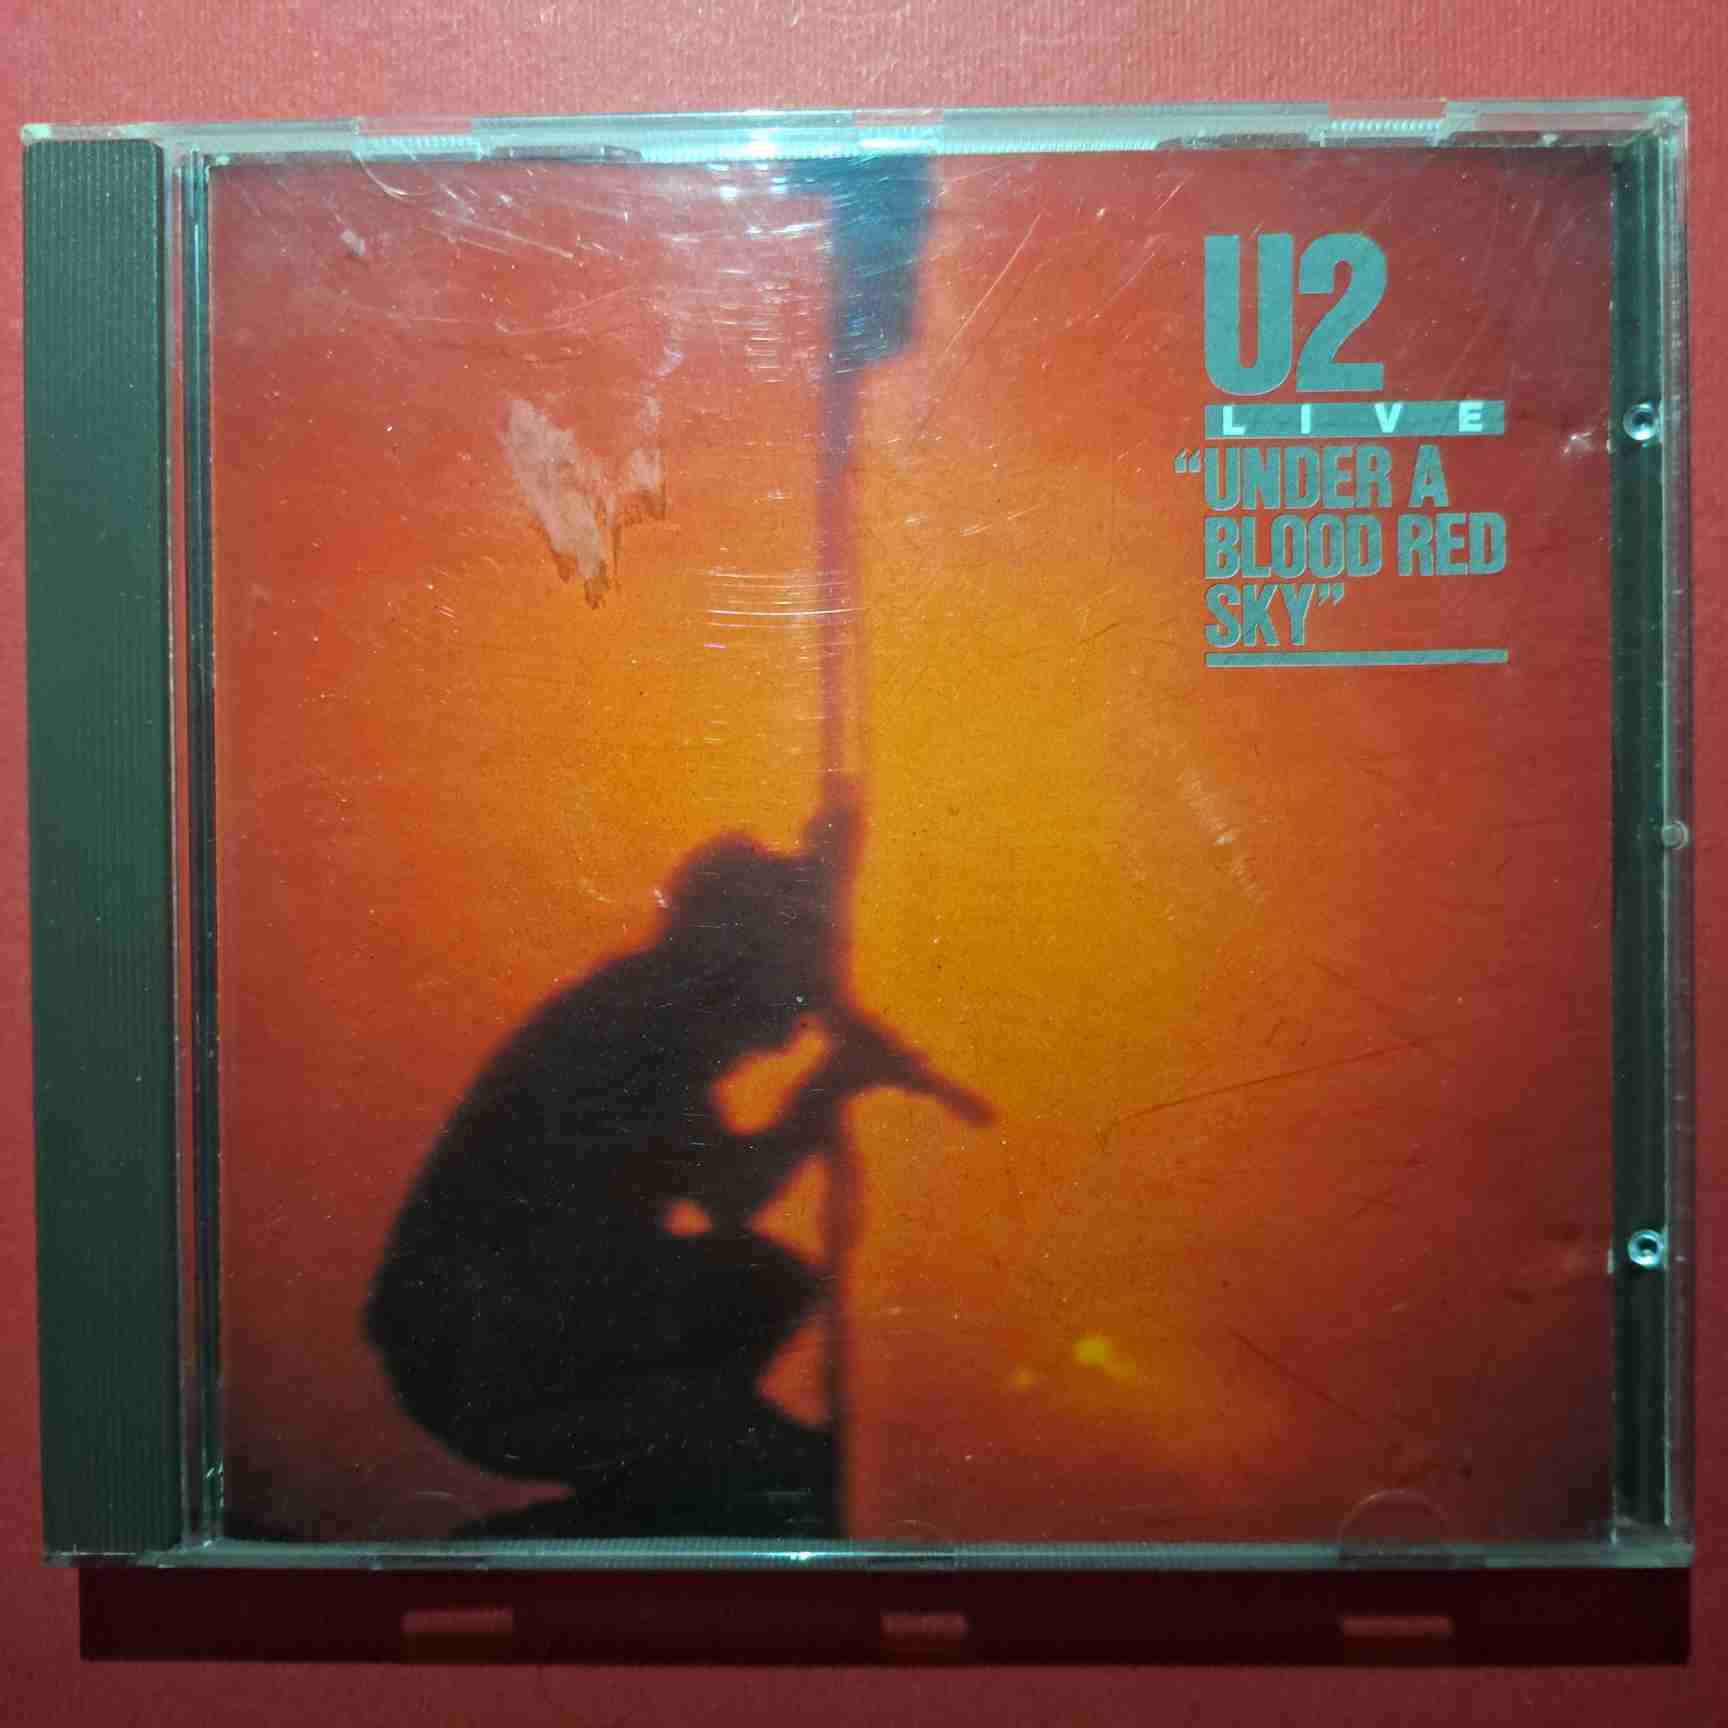 U2
LIVE
“UNDER A
BLOOD RED
SKY”